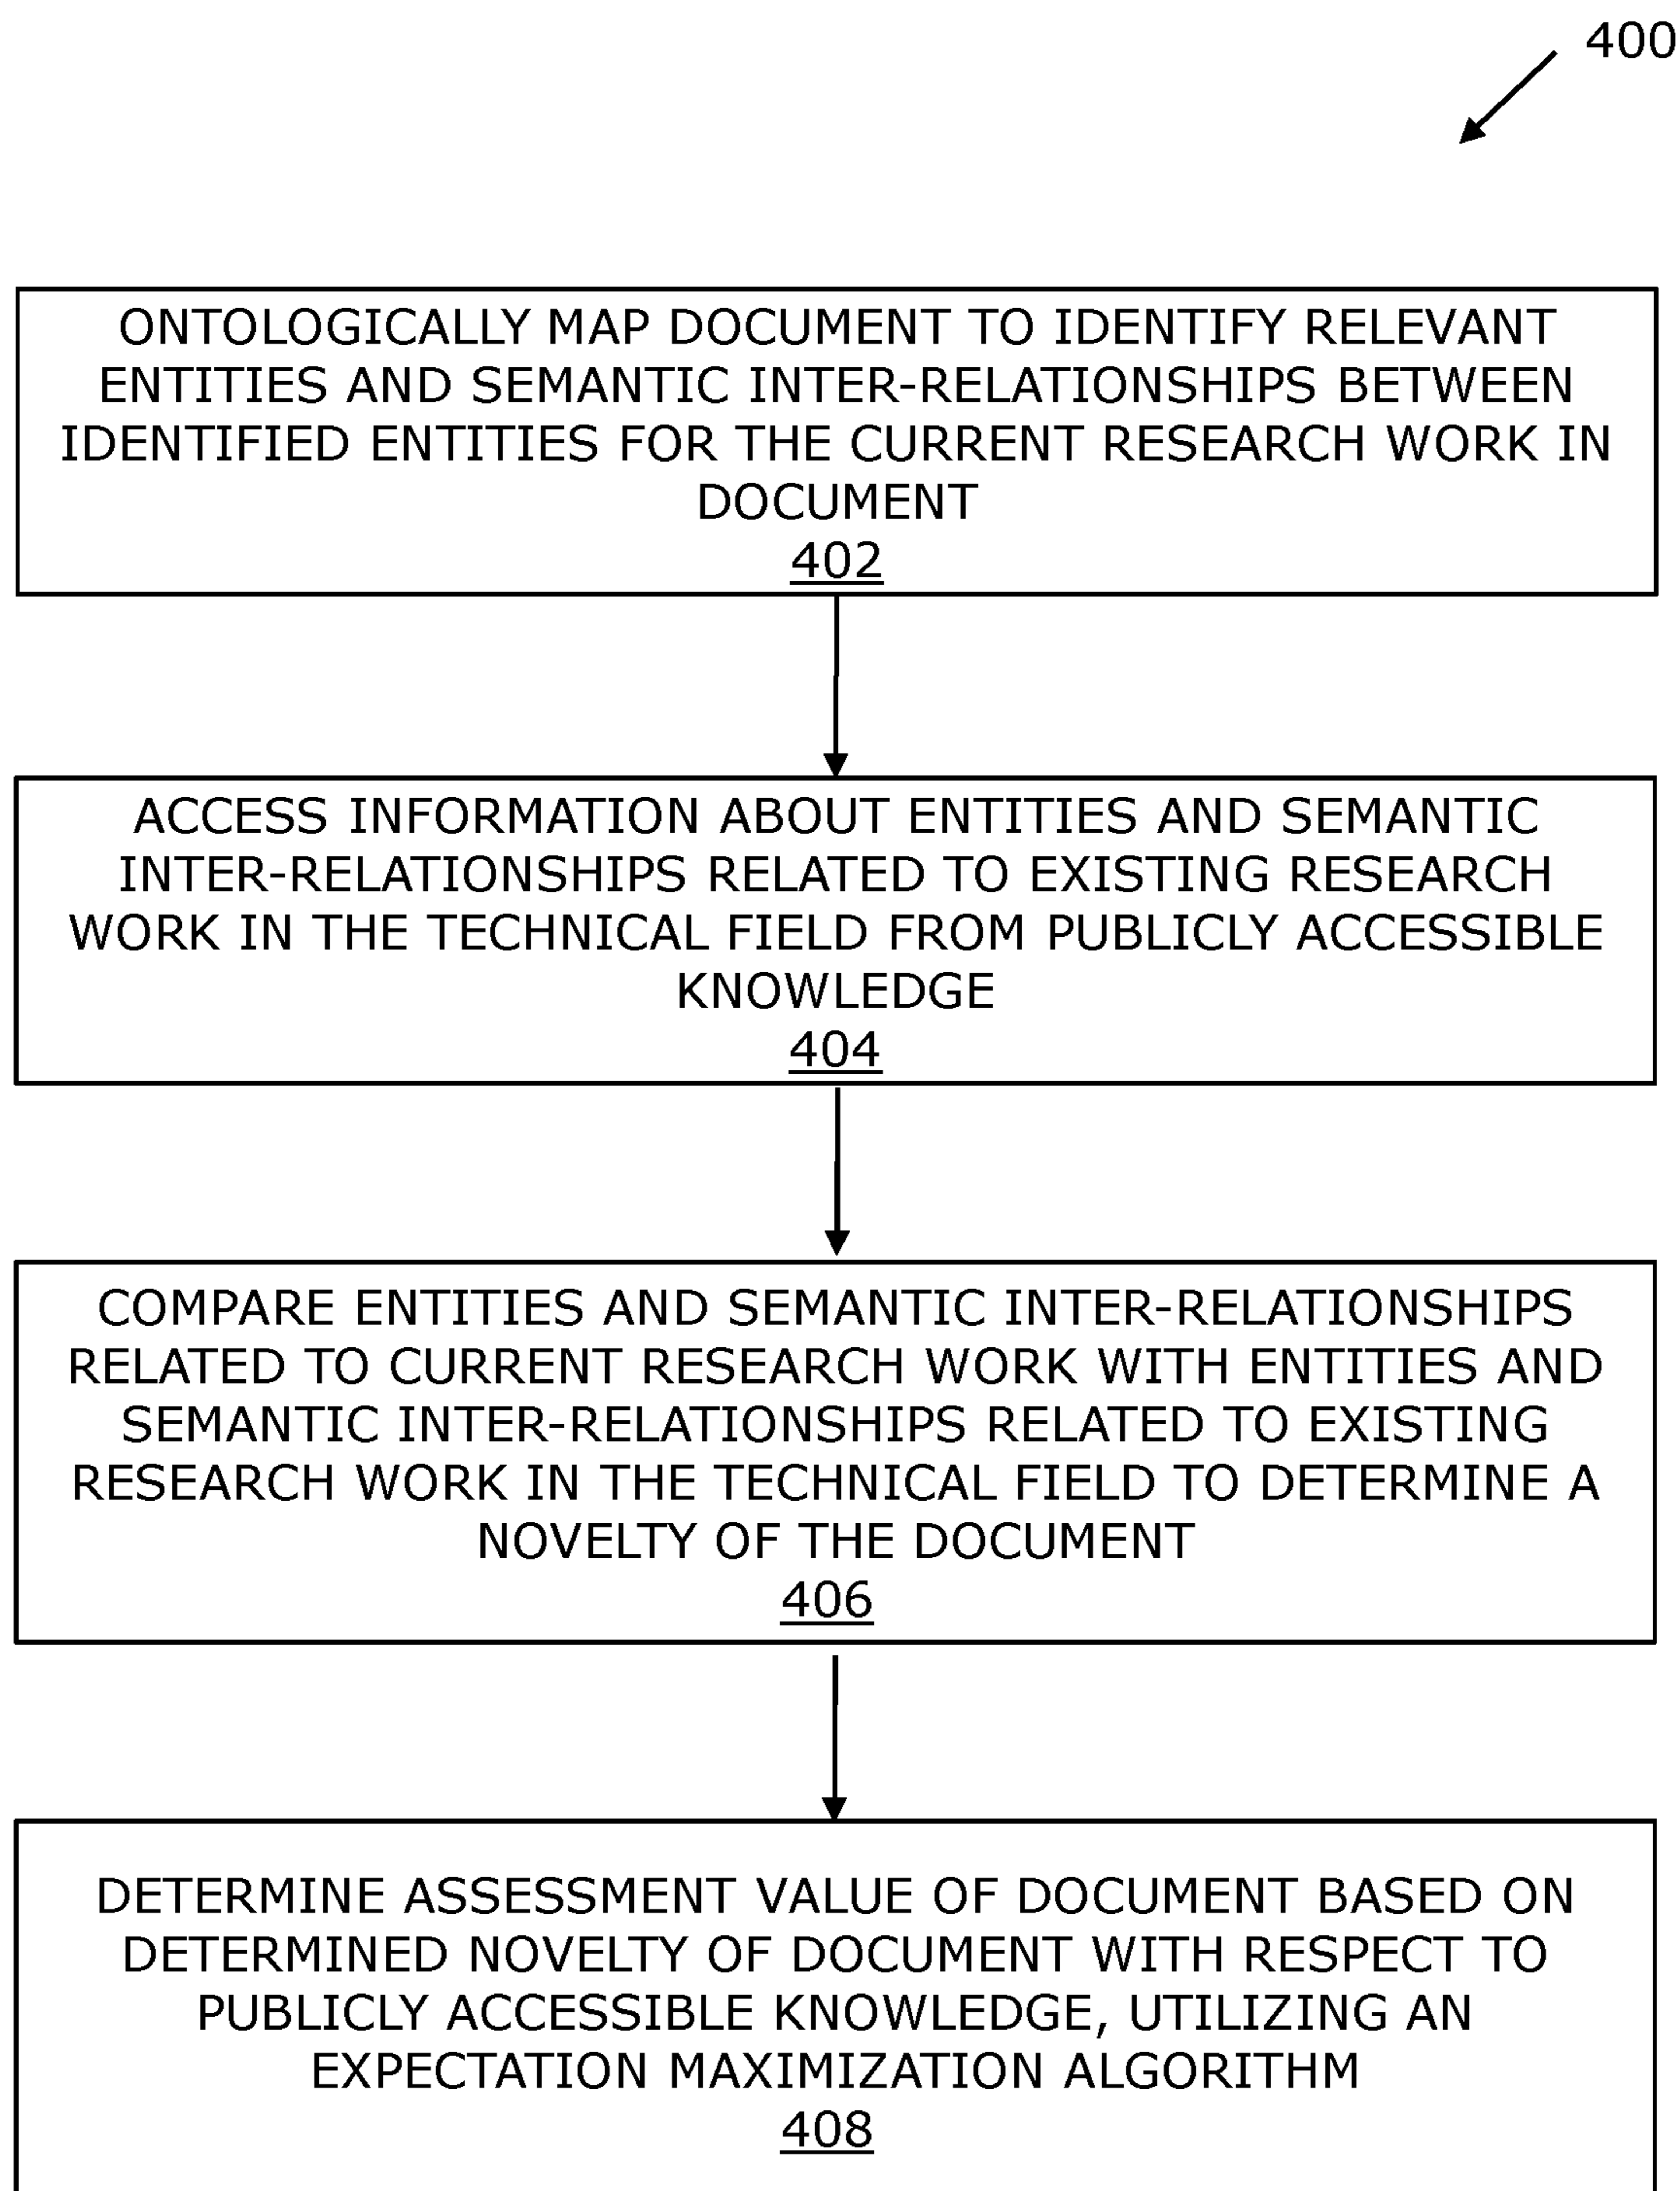 400
ONTOLOGICALLY MAP DOCUMENT TO IDENTIFY RELEVANT
ENTITIES AND SEMANTIC INTER-RELATIONSHIPS BETWEEN
IDENTIFIED ENTITIES FOR THE CURRENT RESEARCH WORK IN
DOCUMENT
402
ACCESS INFORMATION ABOUT ENTITIES AND SEMANTIC
INTER-RELATIONSHIPS RELATED TO EXISTING RESEARCH
WORK IN THE TECHNICAL FIELD FROM PUBLICLY ACCESSIBLE
KNOWLEDGE
404
COMPARE ENTITIES AND SEMANTIC INTER-RELATIONSHIPS
RELATED TO CURRENT RESEARCH WORK WITH ENTITIES AND
SEMANTIC INTER-RELATIONSHIPS RELATED TO EXISTING
RESEARCH WORK IN THE TECHNICAL FIELD TO DETERMINE A
NOVELTY OF THE DOCUMENT
406
DETERMINE ASSESSMENT VALUE OF DOCUMENT BASED ON
DETERMINED NOVELTY OF DOCUMENT WITH RESPECT TO
PUBLICLY ACCESSIBLE KNOWLEDGE, UTILIZING AN
EXPECTATION MAXIMIZATION ALGORITHM
408